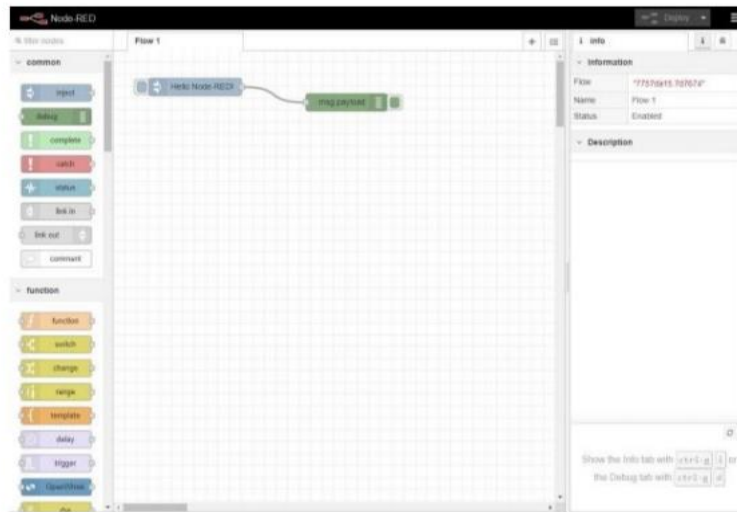 Node-RED
Deploy
filter nodes
Flow 1
info
common
inject
debug
complete
catch
status
link in
link out
comment
function
function
switch
change
range
template
delay
trigger
Hello Node-RED!
msg.payload
Information
Flow
Name Flow 1
Status Enabled
Description
Show the Info tab with ctrl-g i or
the Debug tab with ctrl-g d